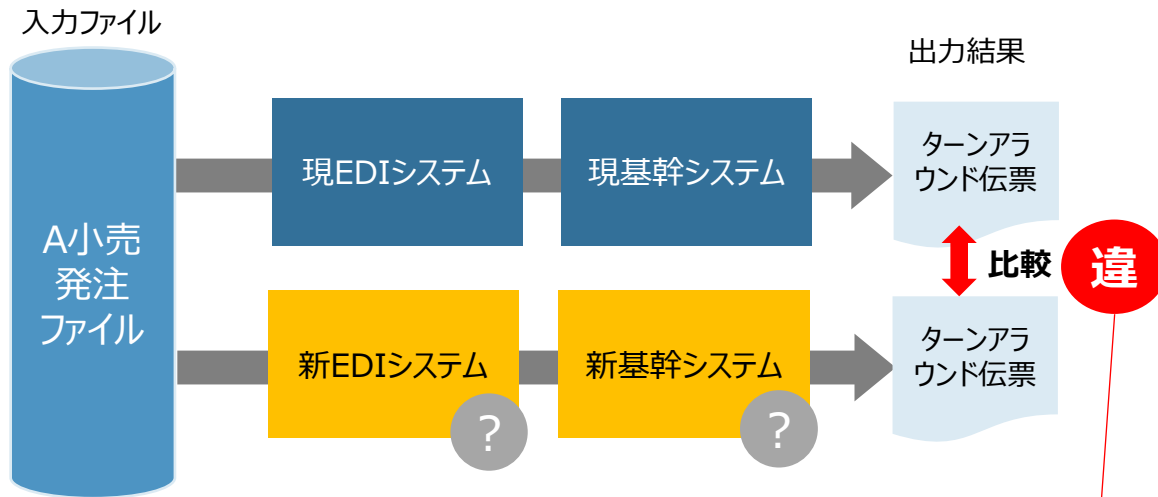 入力ファイル
出力結果
A小売
発注
ファイル
現EDIシステム
現基幹システム
ターンアラ
ウンド伝票
比較
違
新EDIシステム
?
新基幹システム
?
ターンアラ
ウンド伝票